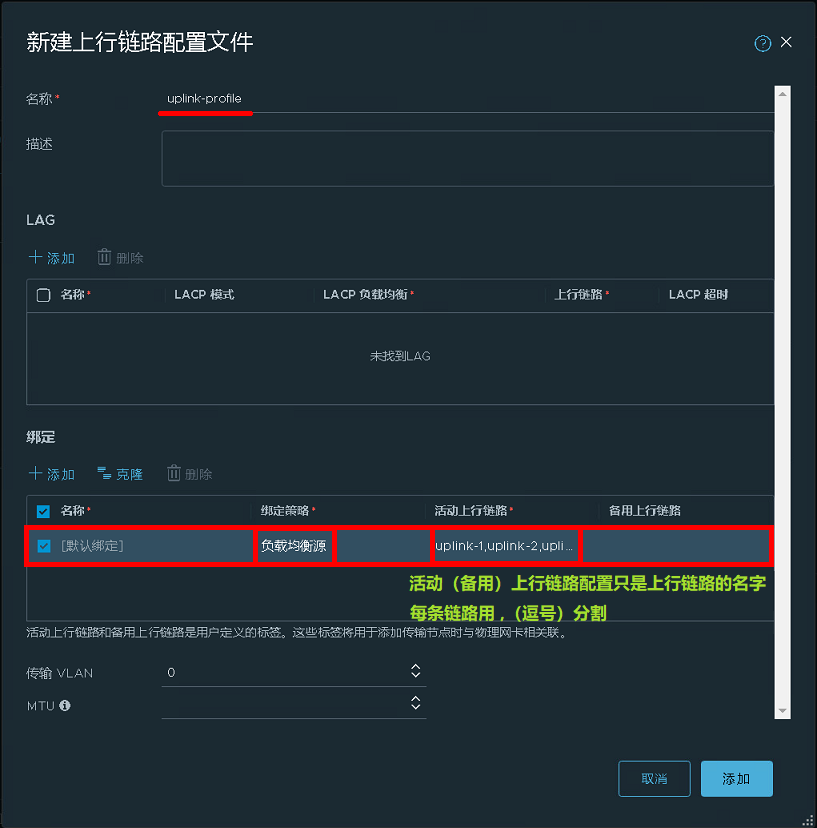 新建上行链路配置文件
名称*
uplink-profile
描述
LAG
添加 删除
名称* LACP 模式 LACP 负载均衡* 上行链路* LACP 超时
未找到LAG
绑定
添加 克隆 删除
名称* 绑定策略* 活动上行链路* 备用上行链路
[默认绑定] 负载均衡源 uplink-1,uplink-2,upli...
活动（备用）上行链路配置只是上行链路的名字
每条链路用，（逗号）分割
活动上行链路和备用上行链路是用户定义的标签。这些标签将用于添加传输节点时与物理网卡相关联。
传输 VLAN 0
MTU
取消 添加